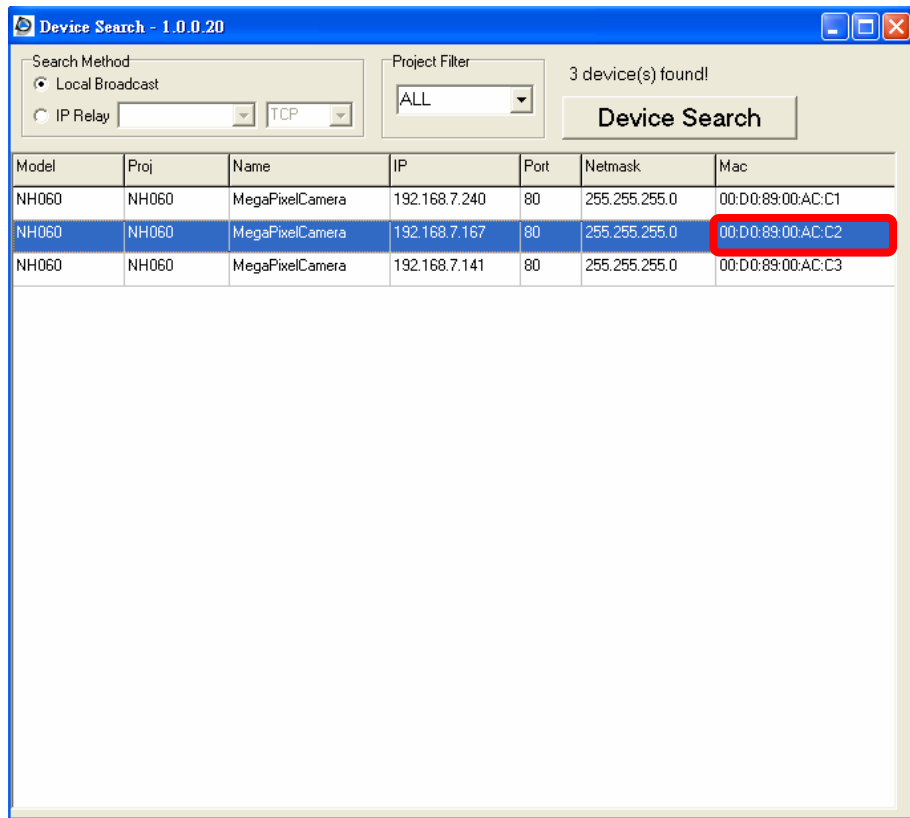 Device Search - 1.0.0.20
Search Method
Local Broadcast
IP Relay TCP
Project Filter
ALL
3 device(s) found!
Device Search
Model Proj Name IP Port Netmask Mac
NH060 NH060 MegaPixelCamera 192.168.7.240 80 255.255.255.0 00:D0:89:00:AC:C1
NH060 NH060 MegaPixelCamera 192.168.7.167 80 255.255.255.0 00:D0:89:00:AC:C2
NH060 NH060 MegaPixelCamera 192.168.7.141 80 255.255.255.0 00:D0:89:00:AC:C3